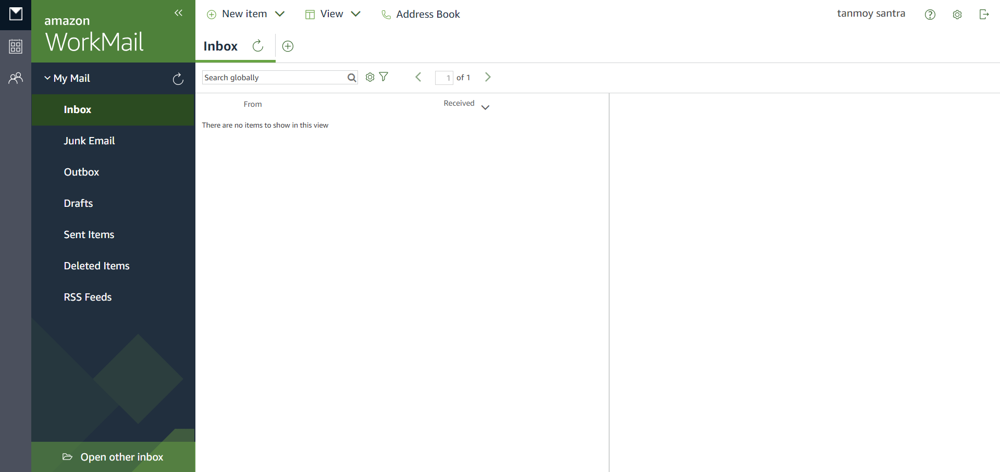 amazon
WorkMail
New item
View
Address Book
tanmoy santra
Inbox
My Mail
Search globally
1 of 1
Inbox
From
Received
There are no items to show in this view
Junk Email
Outbox
Drafts
Sent Items
Deleted Items
RSS Feeds
Open other inbox